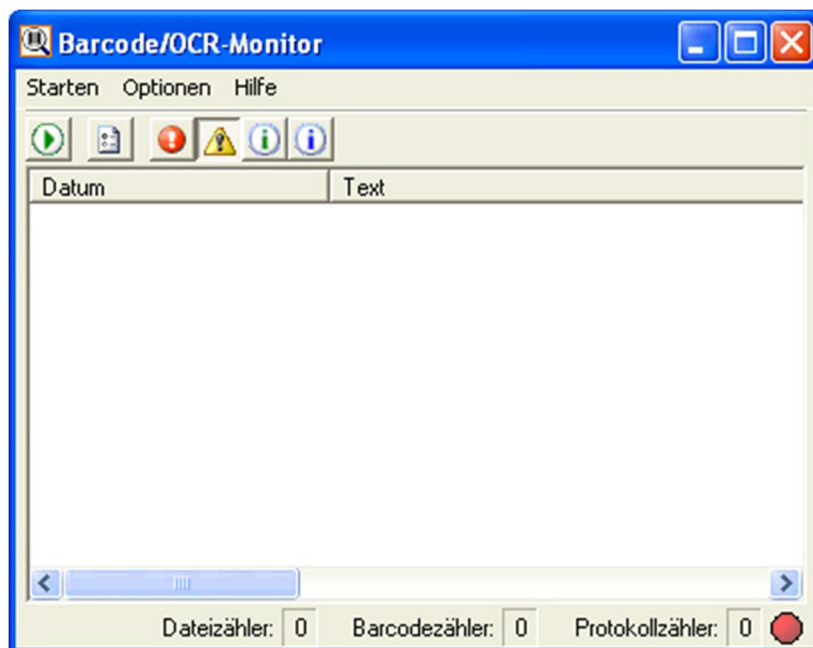 Barcode/OCR-Monitor
Starten Optionen Hilfe
Datum Text
Dateizähler: 0 Barcodezähler: 0 Protokollzähler: 0